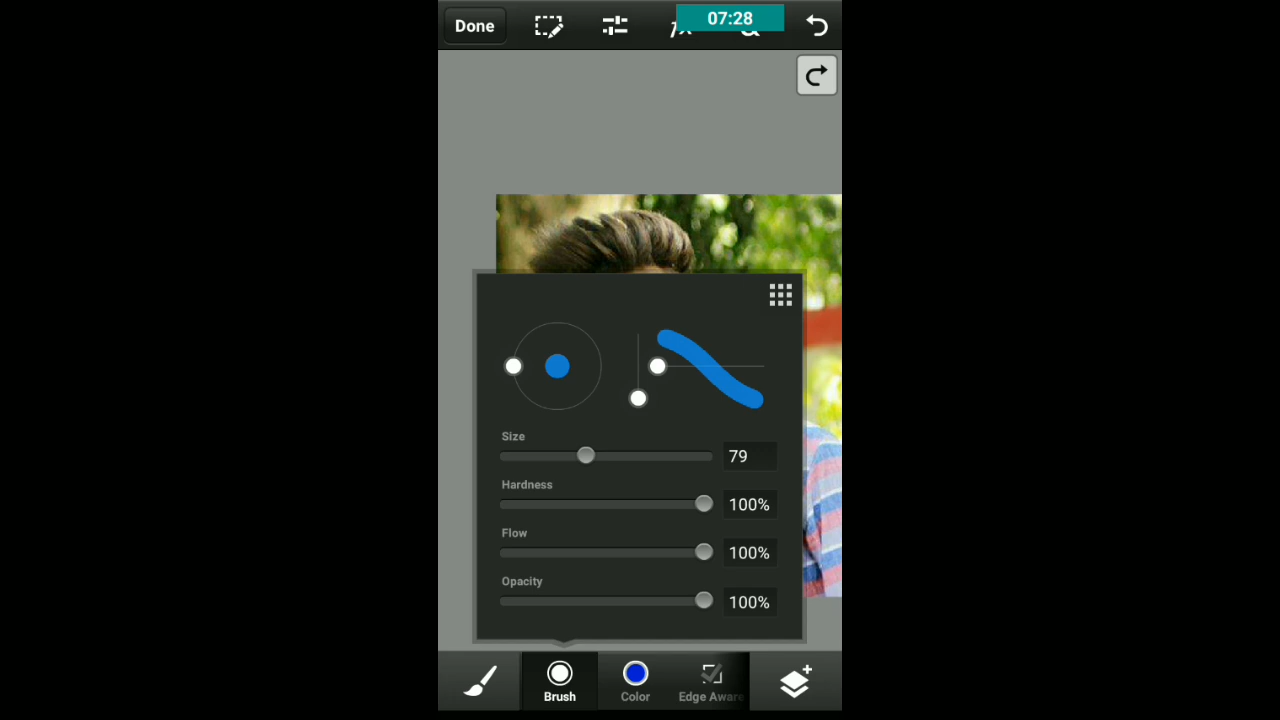 Done
07:28
Size
79
Hardness
100%
Flow
100%
Opacity
100%
Brush
Color
Edge Aware